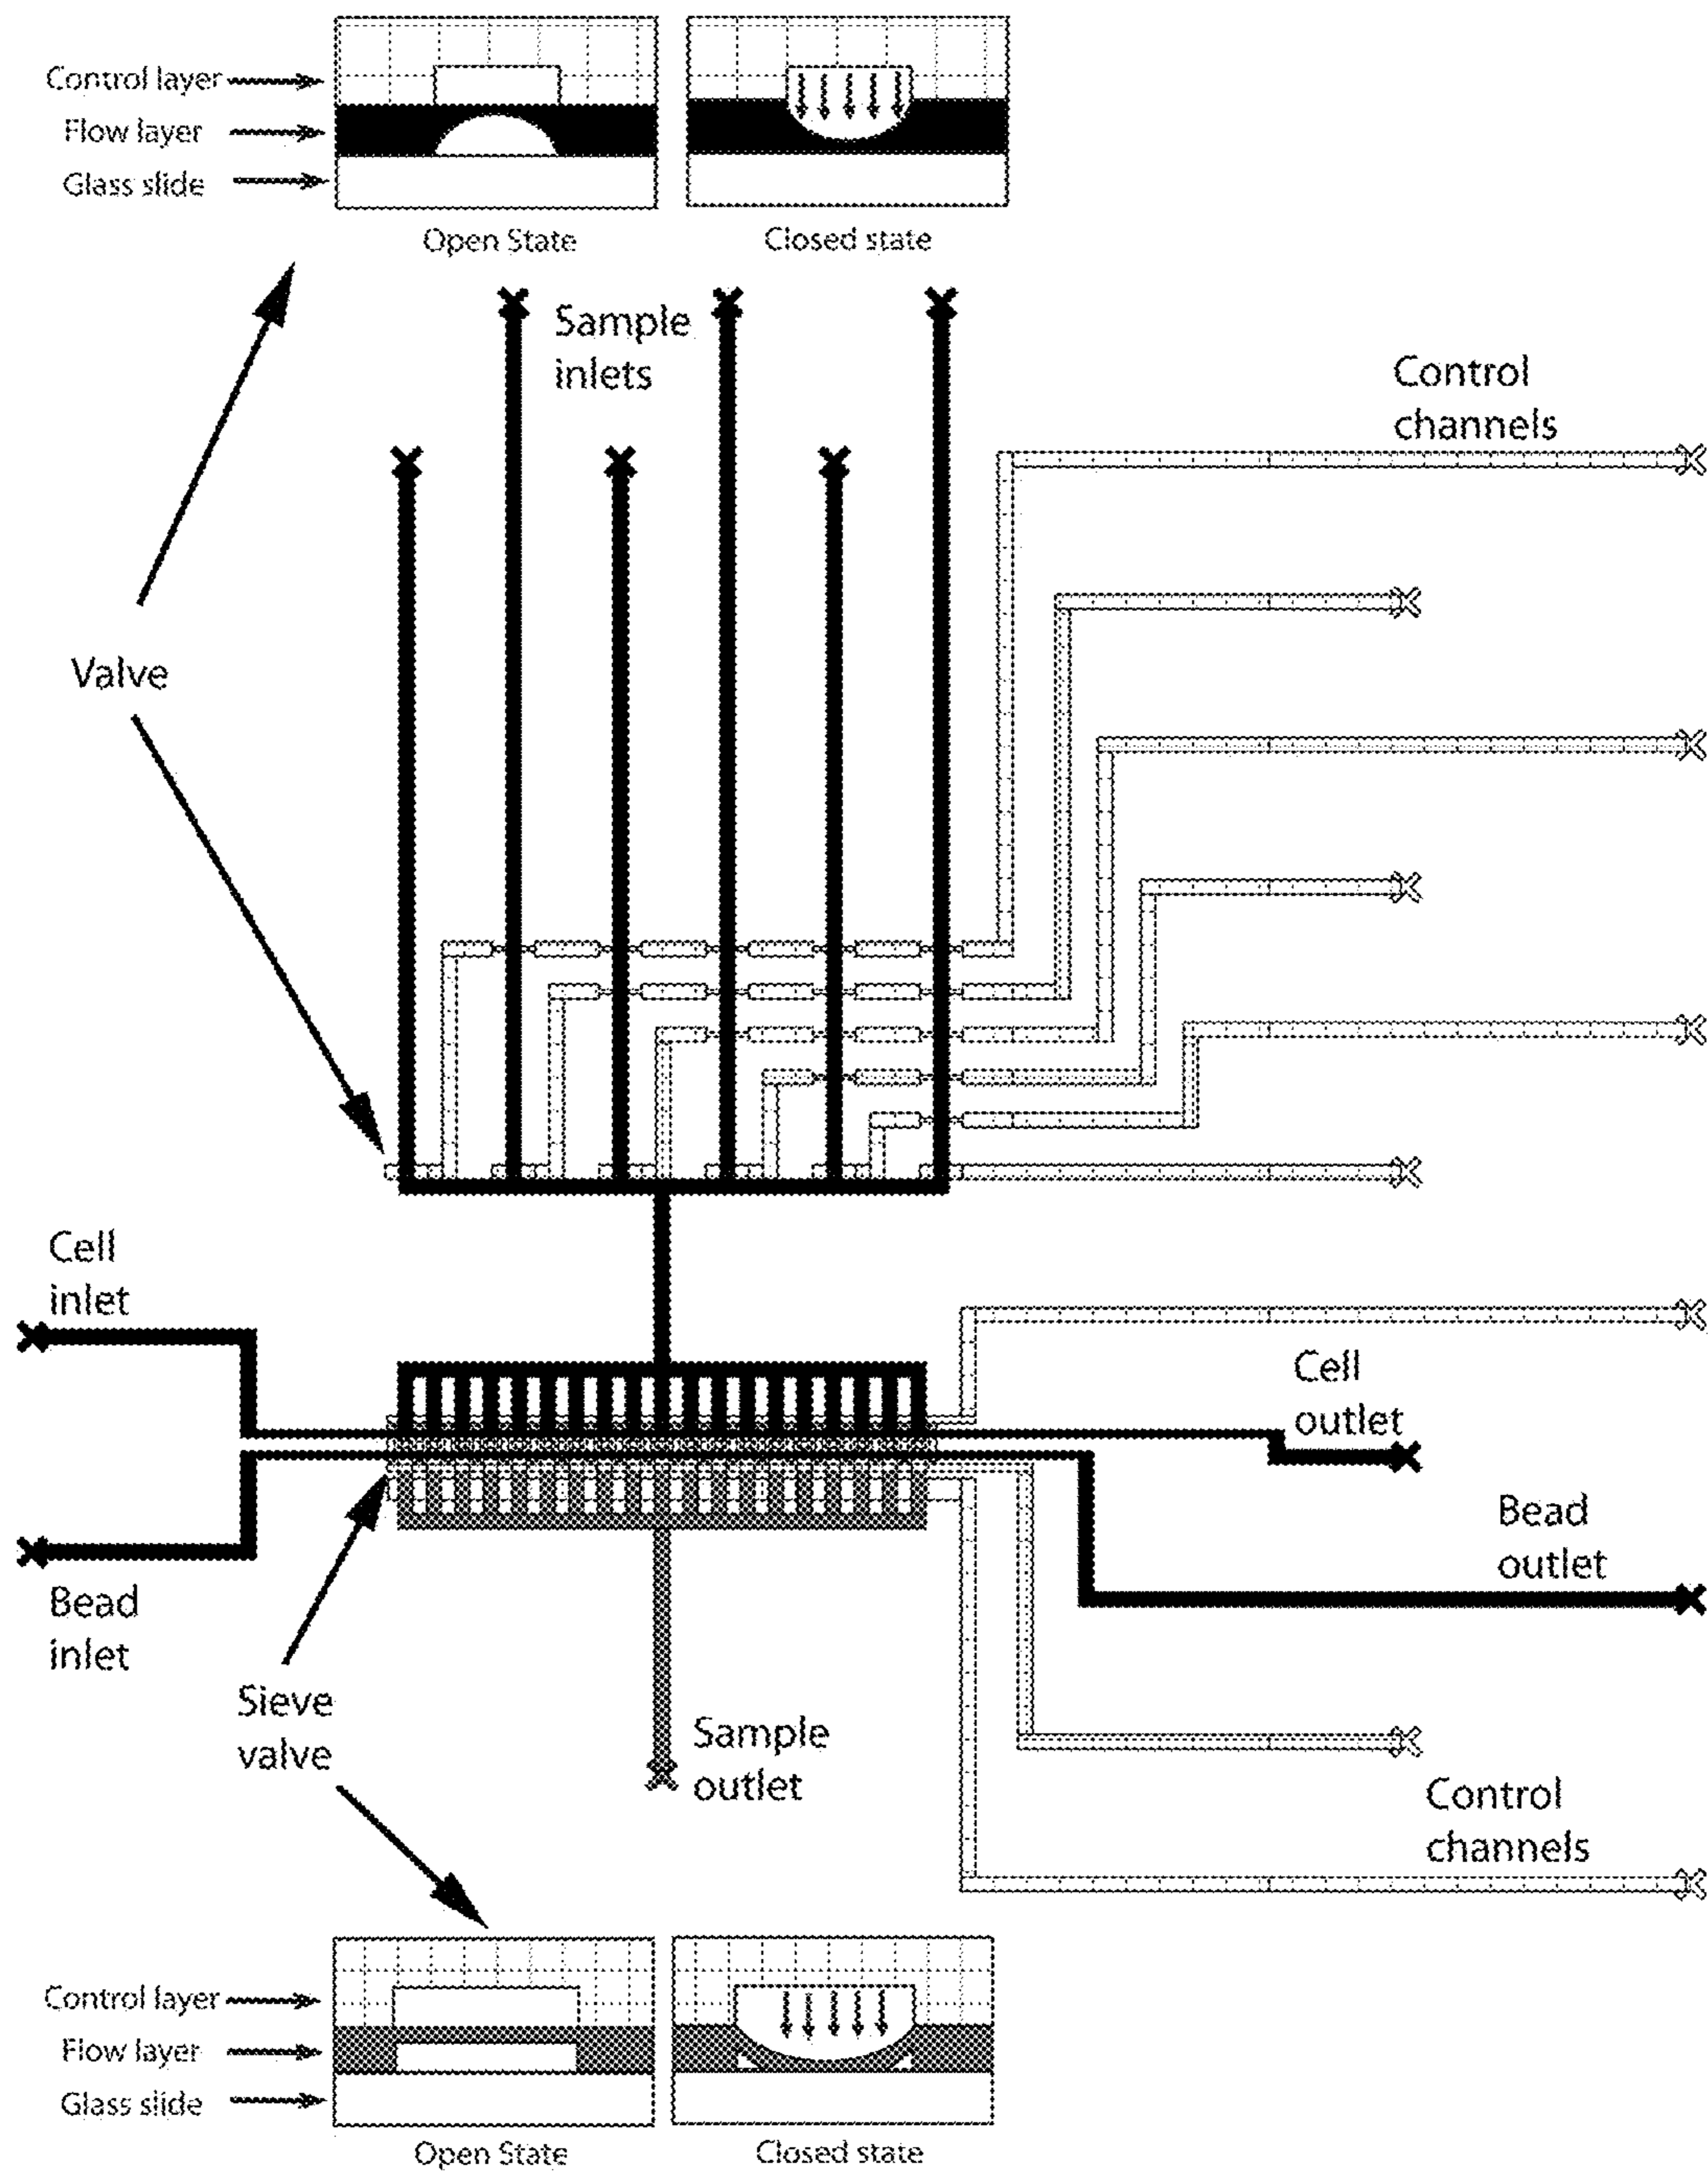 Control layer
Flow layer
Glass slide
Open State
Closed state
Sample
inlets
Control
channels
Valve
Cell
inlet
Cell
outlet
Bead
outlet
Bead
inlet
Sieve
valve
Sample
outlet
Control
channels
Control layer
Flow layer
Glass slide
Open State
Closed state